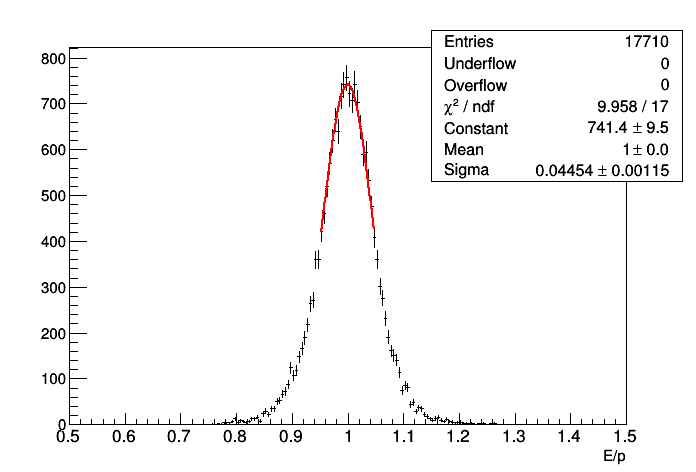 Entries 17710
Underflow 0
Overflow 0
χ² / ndf 9.958 / 17
Constant 741.4 ± 9.5
Mean 1 ± 0.0
Sigma 0.04454 ± 0.00115
800
700
600
500
400
300
200
100
0
0.5 0.6 0.7 0.8 0.9 1 1.1 1.2 1.3 1.4 1.5
E/p